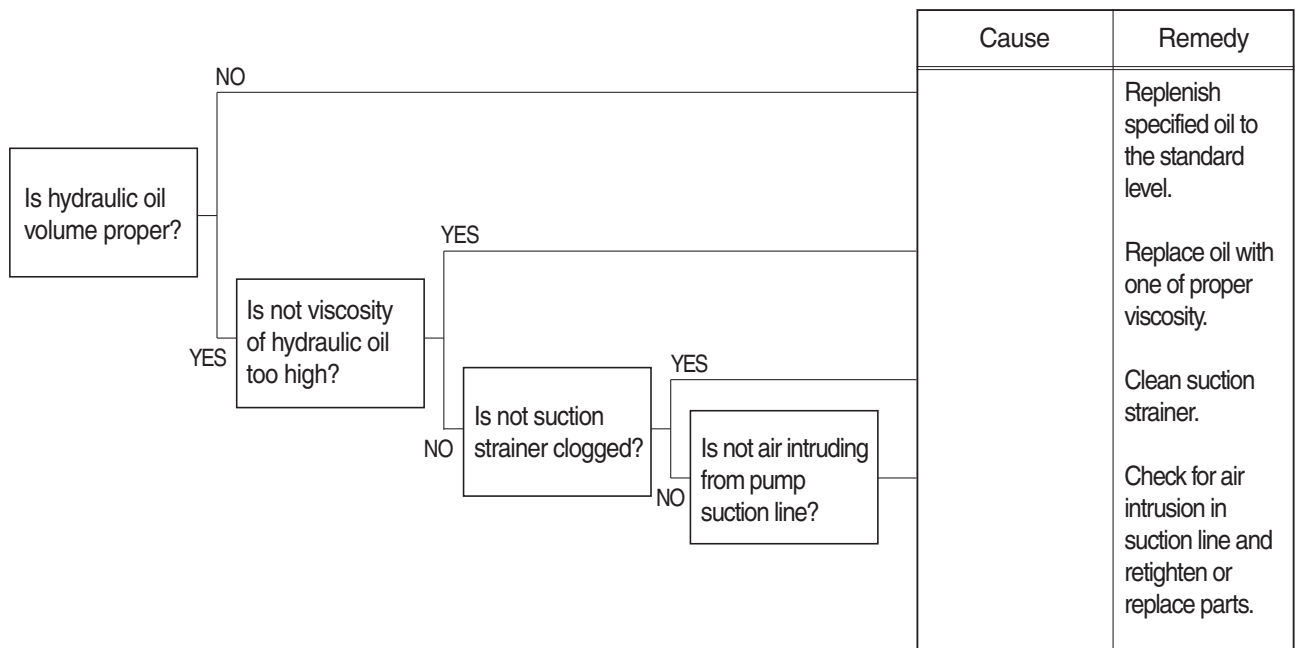 Cause
Remedy
NO
Replenish
specified oil to
the standard
level.
Is hydraulic oil
volume proper?
YES
Replace oil with
one of proper
viscosity.
YES
Is not viscosity
of hydraulic oil
too high?
YES
Clean suction
strainer.
NO
Is not suction
strainer clogged?
NO
Is not air intruding
from pump
suction line?
Check for air
intrusion in
suction line and
retighten or
replace parts.